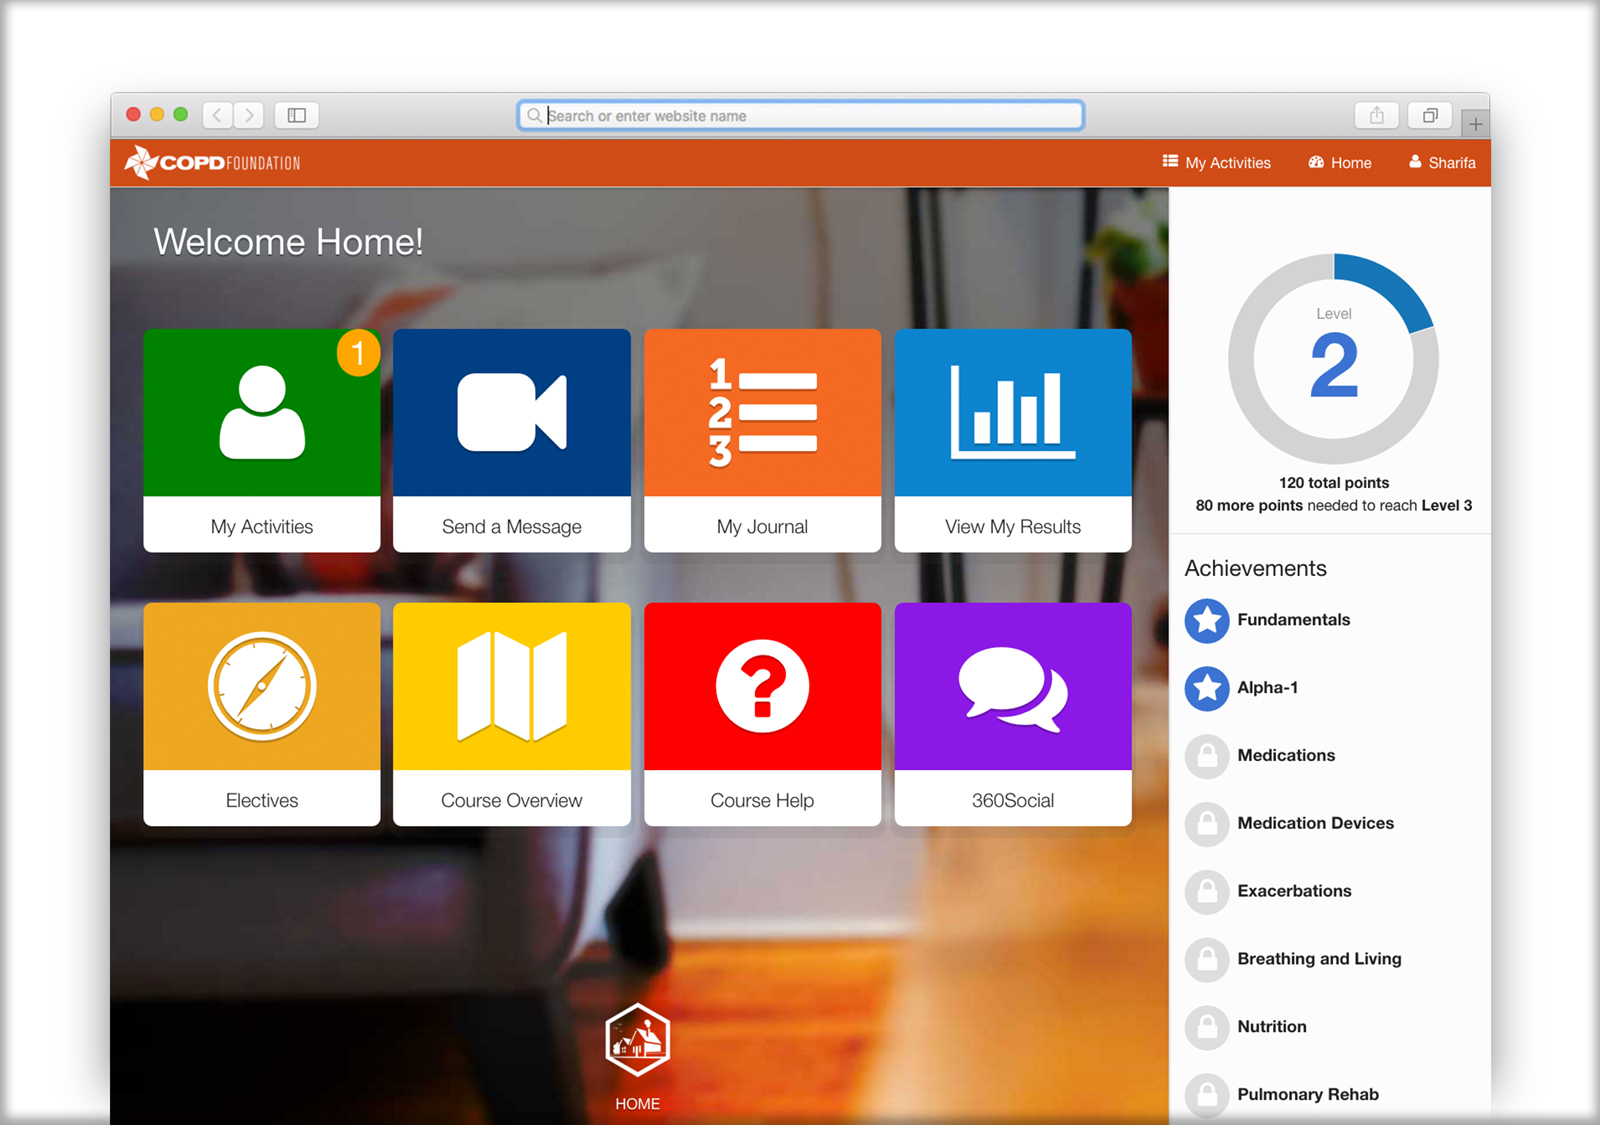 Search or enter website name
COPDFOUNDATION
My Activities
Home
Sharifa
Welcome Home!
1
My Activities
Send a Message
1
2
3
My Journal
View My Results
Electives
Course Overview
?
Course Help
360Social
HOME
Level
2
120 total points
80 more points needed to reach Level 3
Achievements
Fundamentals
Alpha-1
Medications
Medication Devices
Exacerbations
Breathing and Living
Nutrition
Pulmonary Rehab